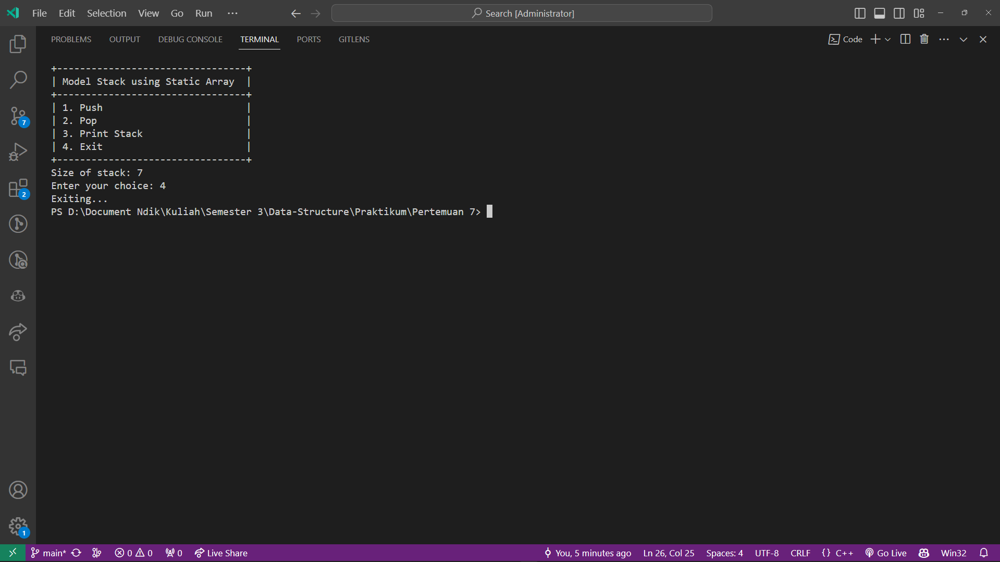 File Edit Selection View Go Run ···
Search [Administrator]
PROBLEMS OUTPUT DEBUG CONSOLE TERMINAL PORTS GITLENS
Code
+---------------------------------+
| Model Stack using Static Array  |
+---------------------------------+
| 1. Push                         |
| 2. Pop                          |
| 3. Print Stack                  |
| 4. Exit                         |
+---------------------------------+
Size of stack: 7
Enter your choice: 4
Exiting...
PS D:\Document Ndik\Kuliah\Semester 3\Data-Structure\Praktikum\Pertemuan 7>
7
2
1
main* 0 0 0 Live Share You, 5 minutes ago Ln 26, Col 25 Spaces: 4 UTF-8 CRLF {} C++ Go Live Win32